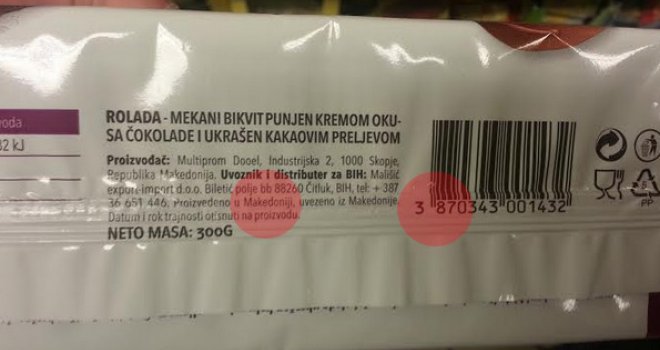 voda
32 kJ
ROLADA - MEKANI BIKVIT PUNJEN KREMOM OKU-
SA ČOKOLADE I UKRAŠEN KAKAOVIM PRELJEVOM
Proizvođač: Multiprom Dooel, Industrijska 2, 1000 Skopje,
Republika Makedonija. Uvoznik i distributer za BIH: Mališić
export-import d.o.o. Biletić polje bb 88260 Čitluk, BIH, tel: + 387
36 651 446. Proizvedeno u Makedoniji, uvezeno iz Makedonije.
Datum i rok trajnosti otisnuti na proizvodu.
NETO MASA: 300G
3 870343 001432
PP